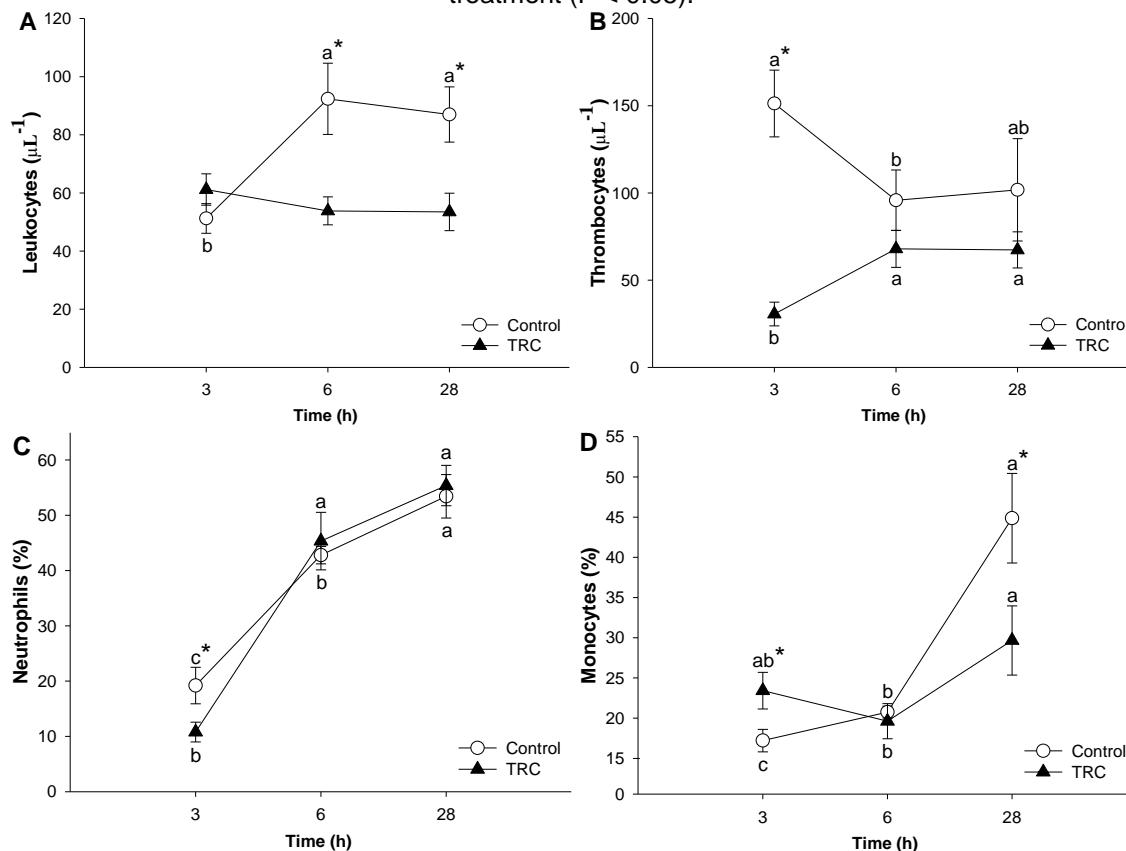 treatment (P < 0.05).
A
120
100
80
60
40
20
0
Leukocytes (µL-1)
a*
a*
b
Control
TRC
3
6
28
Time (h)
B
200
150
100
50
0
Thrombocytes (µL-1)
a*
b
ab
b
a
a
Contro
TRC
3
6
28
Time (h)
C
60
50
40
30
20
10
0
Neutrophils (%)
c*
b
a
b
a
a
Control
TRC
3
6
28
Time (h)
D
55
50
45
40
35
30
25
20
15
0
Monocytes (%)
ab*
c
b
b
a*
a
Control
TRC
3
6
28
Time (h)